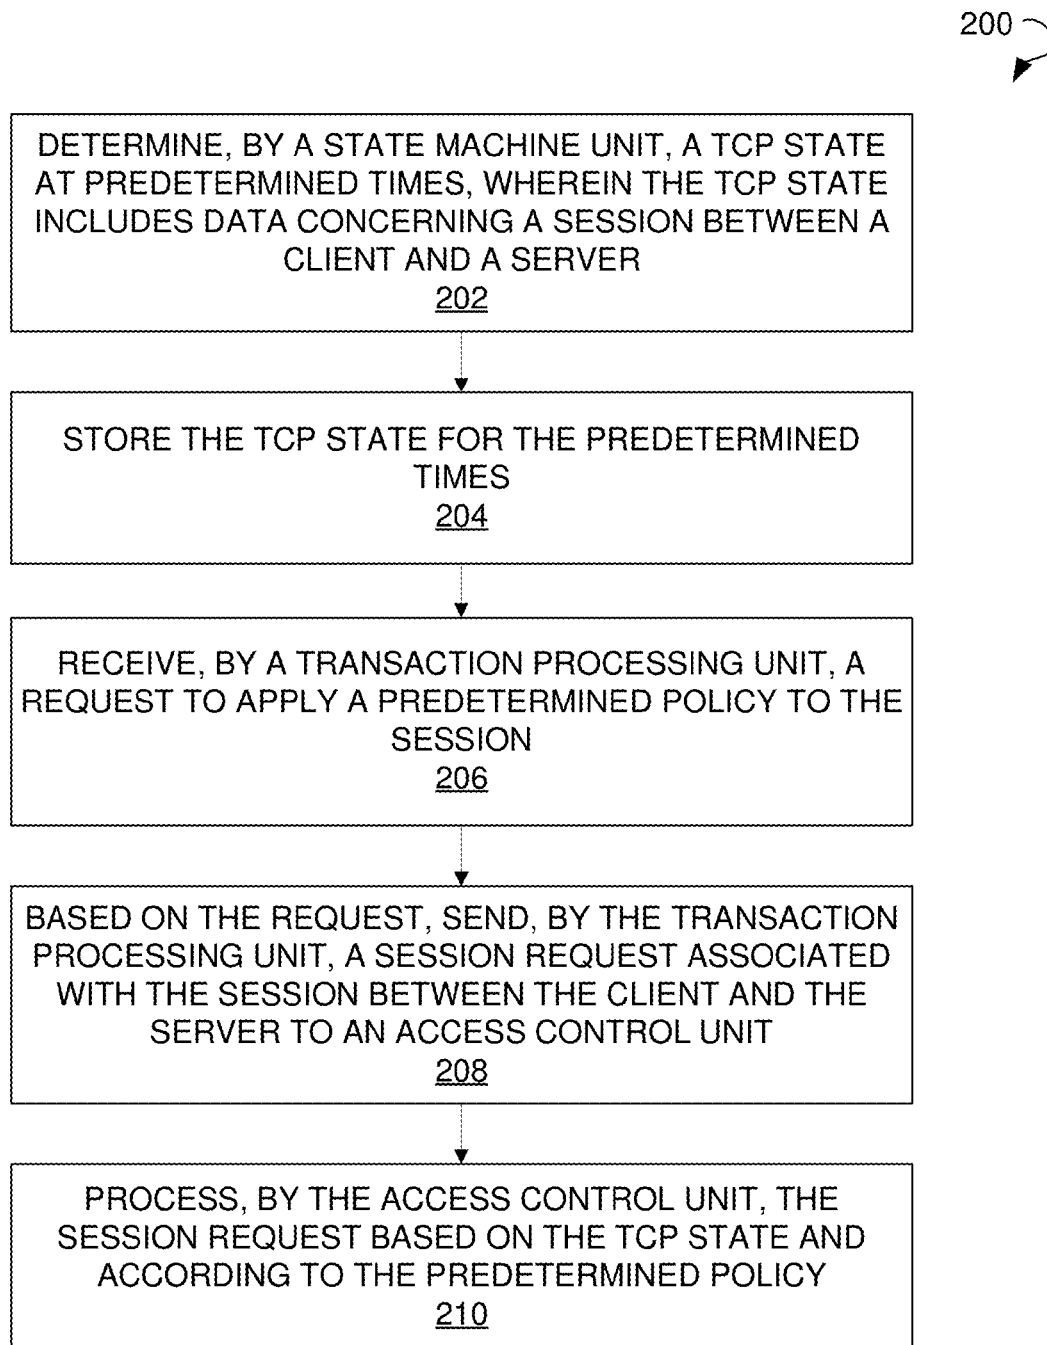 200
DETERMINE, BY A STATE MACHINE UNIT, A TCP STATE
AT PREDETERMINED TIMES, WHEREIN THE TCP STATE
INCLUDES DATA CONCERNING A SESSION BETWEEN A
CLIENT AND A SERVER
202
STORE THE TCP STATE FOR THE PREDETERMINED
TIMES
204
RECEIVE, BY A TRANSACTION PROCESSING UNIT, A
REQUEST TO APPLY A PREDETERMINED POLICY TO THE
SESSION
206
BASED ON THE REQUEST, SEND, BY THE TRANSACTION
PROCESSING UNIT, A SESSION REQUEST ASSOCIATED
WITH THE SESSION BETWEEN THE CLIENT AND THE
SERVER TO AN ACCESS CONTROL UNIT
208
PROCESS, BY THE ACCESS CONTROL UNIT, THE
SESSION REQUEST BASED ON THE TCP STATE AND
ACCORDING TO THE PREDETERMINED POLICY
210